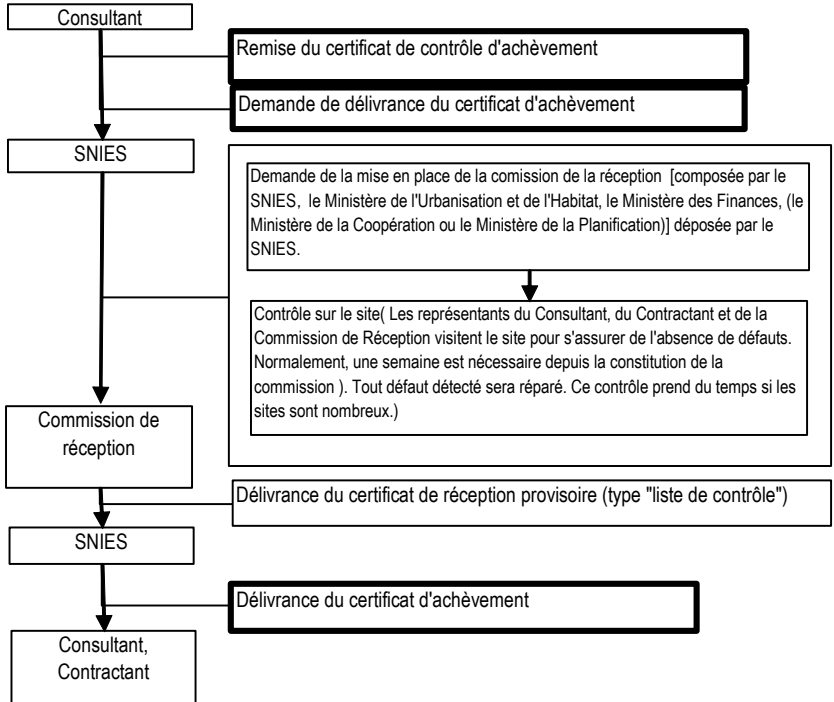 Consultant
Remise du certificat de contrôle d'achèvement
Demande de délivrance du certificat d'achèvement
SNIES
Demande de la mise en place de la comission de la réception [composée par le
SNIES, le Ministère de l'Urbanisation et de l'Habitat, le Ministère des Finances, (le
Ministère de la Coopération ou le Ministère de la Planification)] déposée par le
SNIES.
Contrôle sur le site( Les représentants du Consultant, du Contractant et de la
Commission de Réception visitent le site pour s'assurer de l'absence de défauts.
Normalement, une semaine est nécessaire depuis la constitution de la
commission ). Tout défaut détecté sera réparé. Ce contrôle prend du temps si les
sites sont nombreux.)
Commission de
réception
Délivrance du certificat de réception provisoire (type "liste de contrôle")
SNIES
Délivrance du certificat d'achèvement
Consultant,
Contractant